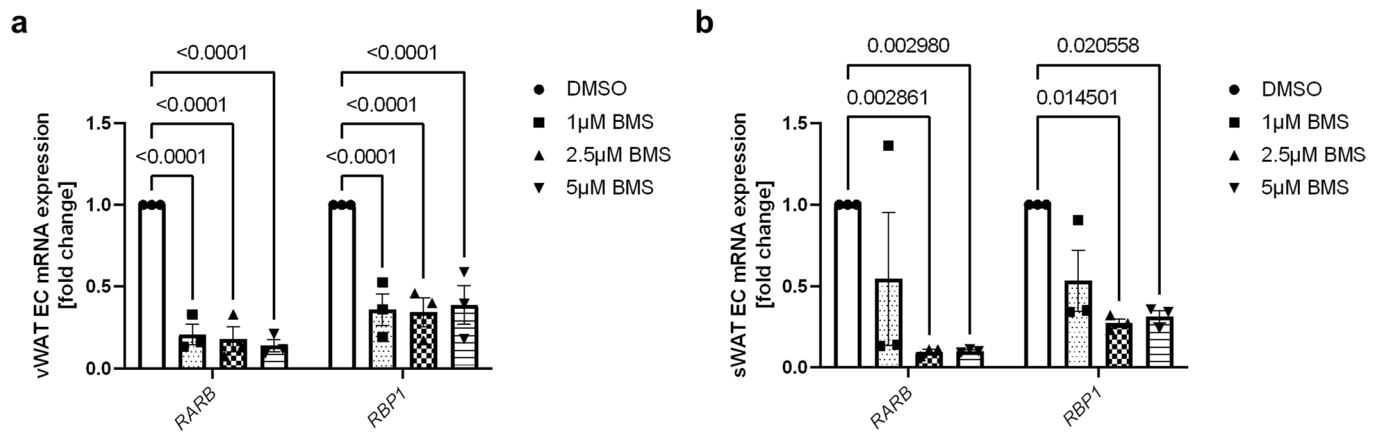 a
<0.0001 <0.0001
<0.0001 <0.0001
<0.0001 <0.0001
vWAT EC mRNA expression
[fold change]
1.5
1.0
0.5
0.0
RARB
RBP1
DMSO
1µM BMS
2.5µM BMS
5µM BMS
b
0.002980 0.020558
0.002861 0.014501
sWAT EC mRNA expression
[fold change]
1.5
1.0
0.5
0.0
RARB
RBP1
DMSO
1µM BMS
2.5µM BMS
5µM BMS